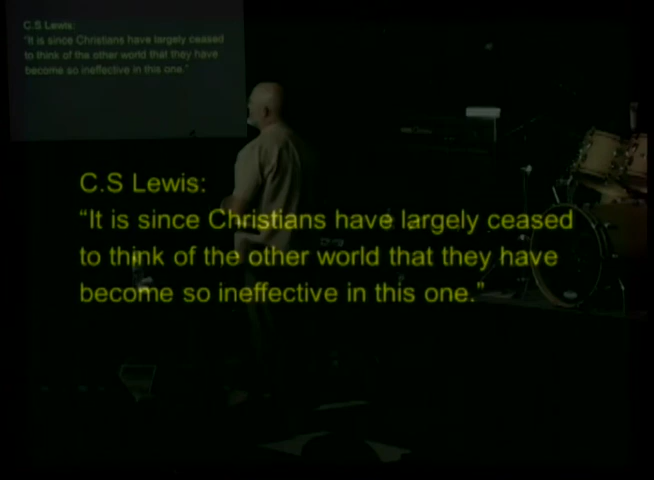 C.S Lewis:
"It is since Christians have largely ceased
to think of the other world that they have
become so ineffective in this one."
C.S Lewis:
“It is since Christians have largely ceased
to think of the other world that they have
become so ineffective in this one.”